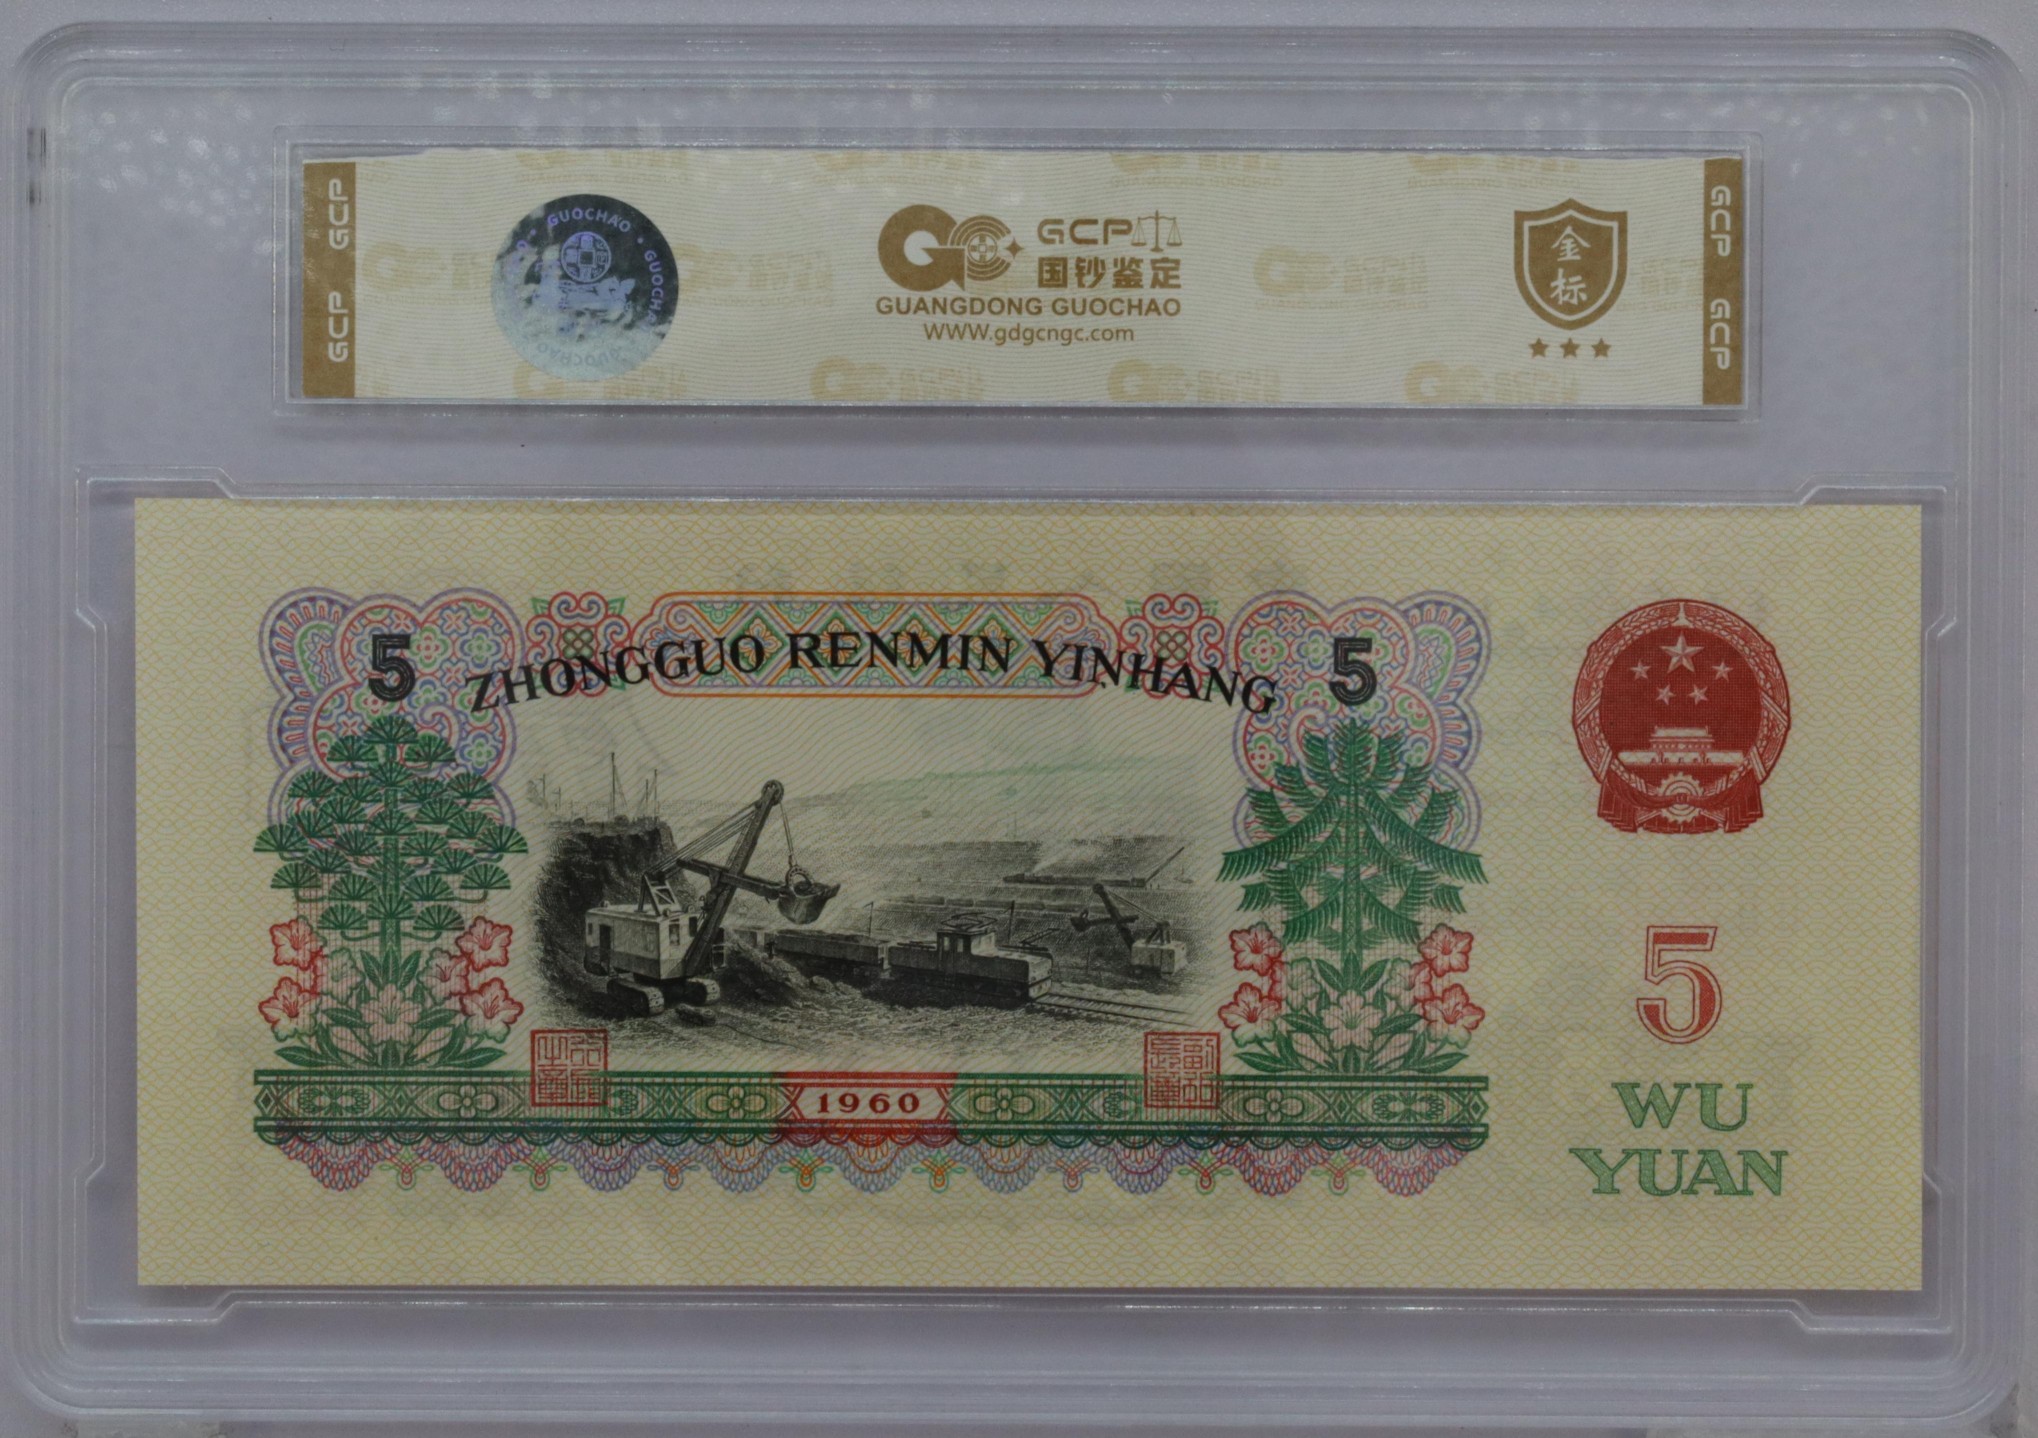 GCP
GCP
GUOCHAO • GUOCHAO
GCP
国钞鉴定
GUANGDONG GUOCHAO
WWW.gdgcngc.com
金标
GCP
GCP
5
ZHONGGUO RENMIN YINHANG
5
1960
5
WU
YUAN